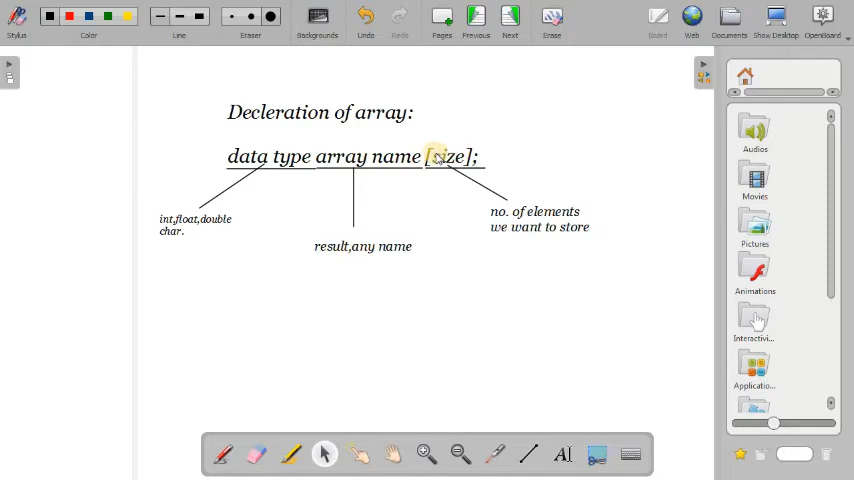 Stylus Color Line Eraser Backgrounds Undo Redo Pages Previous Next Erase Board Web Documents Show Desktop OpenBoard
Decleration of array:
data type array name [size];
int,float,double
char.
result,any name
no. of elements
we want to store
Audios
Movies
Pictures
Animations
Interactivi...
Applicatio...